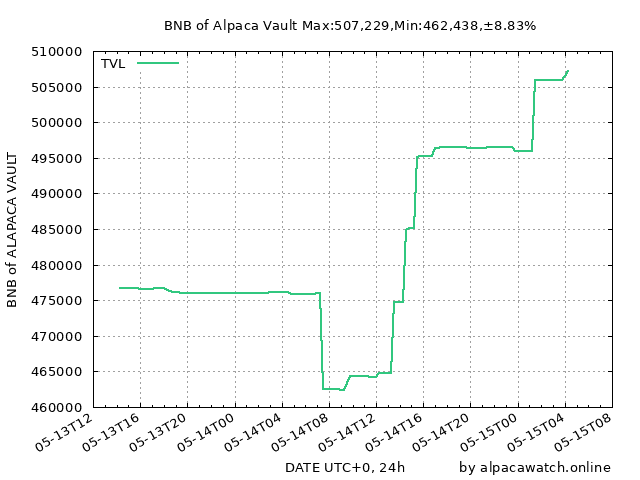 BNB of Alpaca Vault Max:507,229,Min:462,438,±8.83%
TVL
510000
505000
500000
495000
490000
485000
480000
475000
470000
465000
460000
BNB of ALAPACA VAULT
05-13T12
05-13T16
05-13T20
05-14T00
05-14T04
05-14T08
05-14T12
05-14T16
05-14T20
05-15T00
05-15T04
05-15T08
DATE UTC+0, 24h
by alpacawatch.online